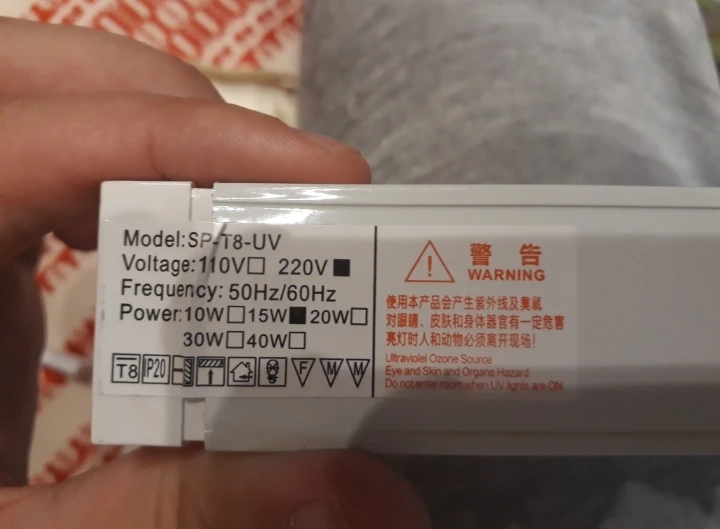 Model:SP-T8-UV
Voltage:110V□ 220V■
Frequency: 50Hz/60Hz
Power:10W□15W■20W□
30W□40W□
T8 IP20 F M M
警告
WARNING
使用本产品会产生紫外线及臭氧
对眼睛、皮肤和身体器官有一定危害
亮灯时人和动物必须离开现场!
Ultraviolel Ozone Source
Eye and Skin and Organs Hazard
Do not enter room when UV lights are ON